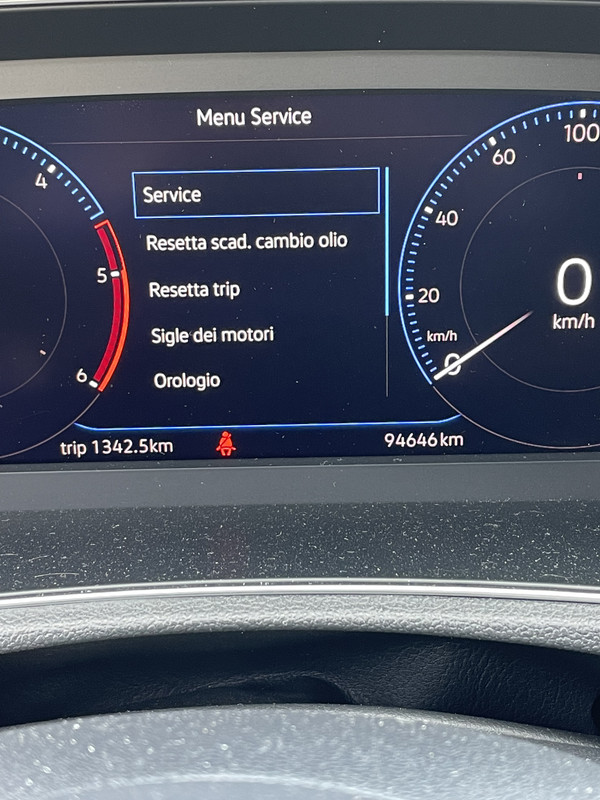 Menu Service
Service
Resetta scad. cambio olio
Resetta trip
Sigle dei motori
Orologio
4
5
6
100
60
40
20
km/h
0
0
km/h
trip 1342.5km
94646km